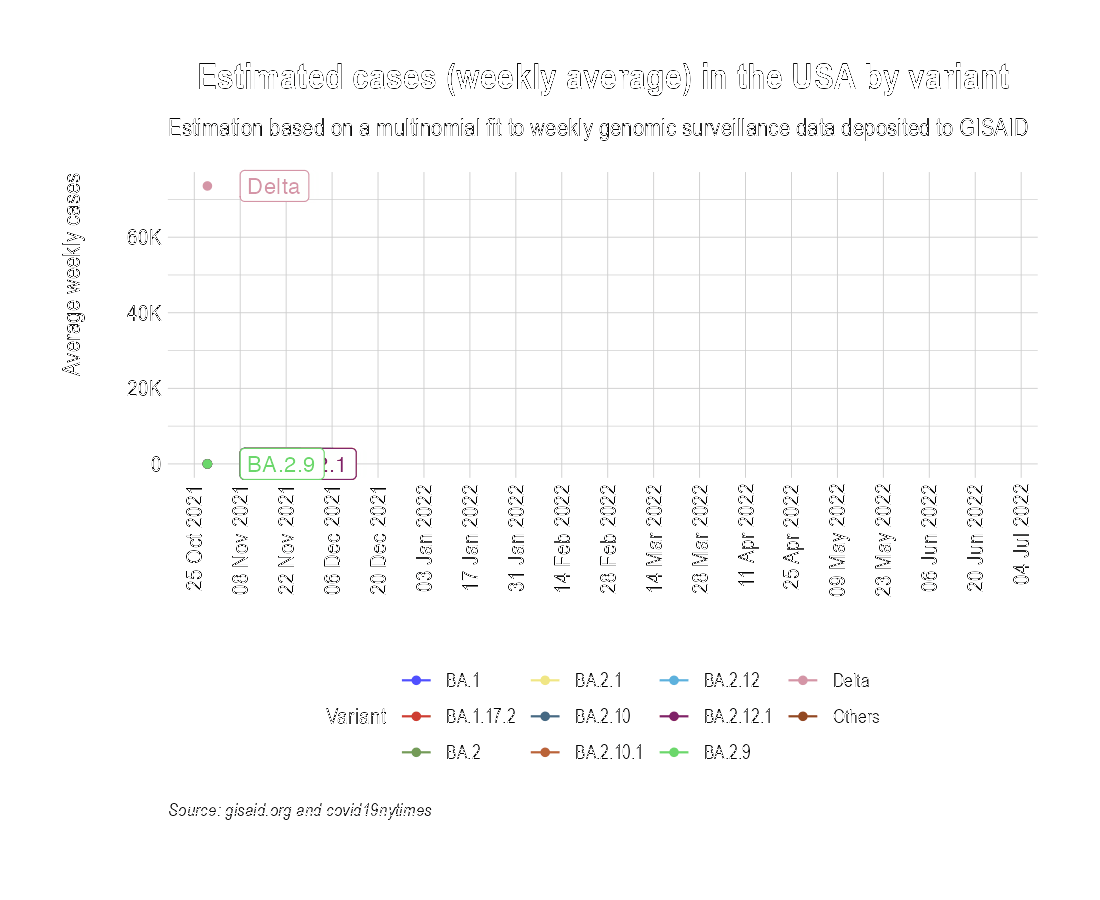 Estimated cases (weekly average) in the USA by variant
Estimation based on a multinomial fit to weekly genomic surveillance data deposited to GISAID
Average weekly cases
Delta
60K
40K
20K
0
BA.2.9
2.1
25 Oct 2021
08 Nov 2021
22 Nov 2021
06 Dec 2021
20 Dec 2021
03 Jan 2022
17 Jan 2022
31 Jan 2022
14 Feb 2022
28 Feb 2022
14 Mar 2022
28 Mar 2022
11 Apr 2022
25 Apr 2022
09 May 2022
23 May 2022
06 Jun 2022
20 Jun 2022
04 Jul 2022
Variant
BA.1
BA.1.17.2
BA.2
BA.2.1
BA.2.10
BA.2.10.1
BA.2.12
BA.2.12.1
BA.2.9
Delta
Others
Source: gisaid.org and covid19nytimes